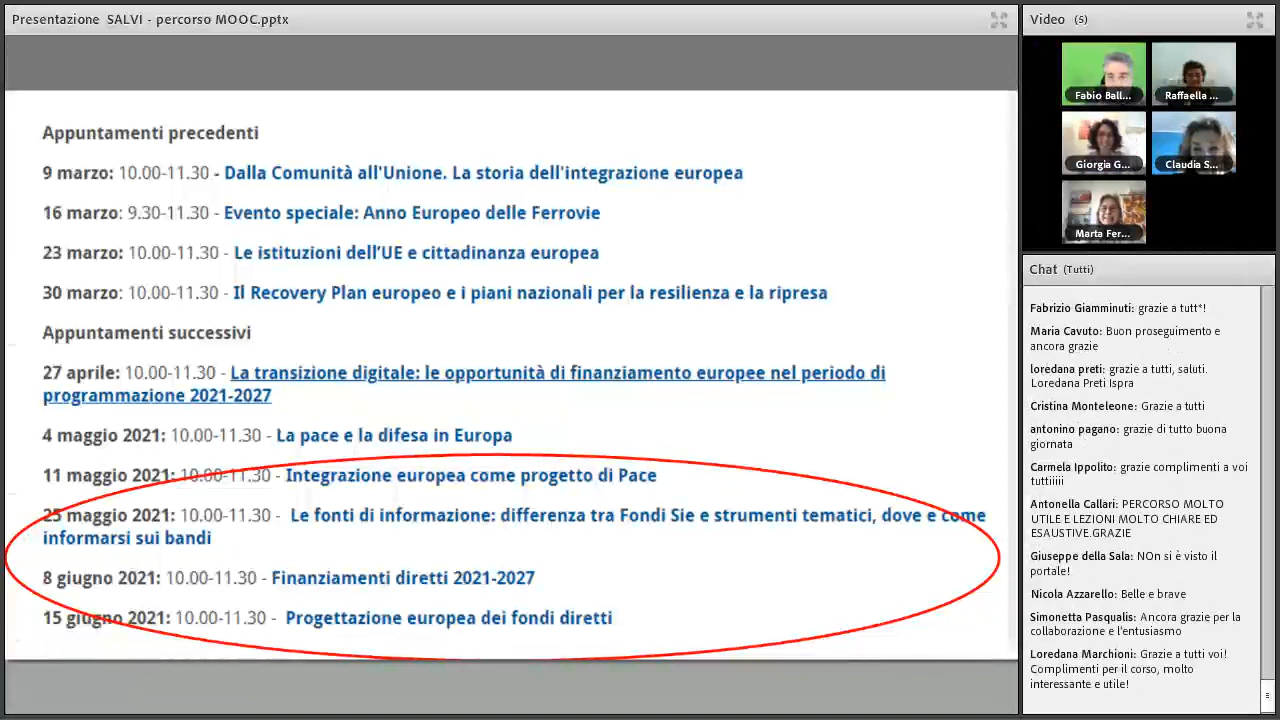 Presentazione SALVI - percorso MOOC.pptx
Appuntamenti precedenti
9 marzo: 10.00-11.30 - Dalla Comunità all'Unione. La storia dell'integrazione europea
16 marzo: 9.30-11.30 - Evento speciale: Anno Europeo delle Ferrovie
23 marzo: 10.00-11.30 - Le istituzioni dell’UE e cittadinanza europea
30 marzo: 10.00-11.30 - Il Recovery Plan europeo e i piani nazionali per la resilienza e la ripresa
Appuntamenti successivi
27 aprile: 10.00-11.30 - La transizione digitale: le opportunità di finanziamento europee nel periodo di
programmazione 2021-2027
4 maggio 2021: 10.00-11.30 - La pace e la difesa in Europa
11 maggio 2021: 10.00-11.30 - Integrazione europea come progetto di Pace
25 maggio 2021: 10.00-11.30 - Le fonti di informazione: differenza tra Fondi Sie e strumenti tematici, dove e come
informarsi sui bandi
8 giugno 2021: 10.00-11.30 - Finanziamenti diretti 2021-2027
15 giugno 2021: 10.00-11.30 - Progettazione europea dei fondi diretti
Video (5)
Fabio Ball...
Raffaella ...
Giorgia G...
Claudia S...
Marta Fer...
Chat (Tutti)
Fabrizio Giamminuti: grazie a tutt*!
Maria Cavuto: Buon proseguimento e
ancora grazie
loredana preti: grazie a tutti, saluti.
Loredana Preti Ispra
Cristina Monteleone: Grazie a tutti
antonino pagano: grazie di tutto buona
giornata
Carmela Ippolito: grazie complimenti a voi
tuttiiiii
Antonella Callari: PERCORSO MOLTO
UTILE E LEZIONI MOLTO CHIARE ED
ESAUSTIVE.GRAZIE
Giuseppe della Sala: NOn si è visto il
portale!
Nicola Azzarello: Belle e brave
Simonetta Pasqualis: Ancora grazie per la
collaborazione e l'entusiasmo
Loredana Marchioni: Grazie a tutti voi!
Complimenti per il corso, molto
interessante e utile!